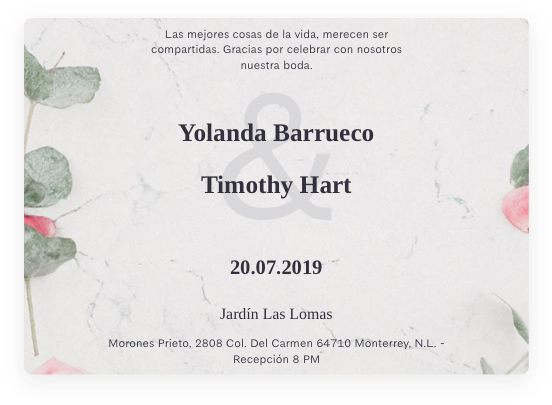 Las mejores cosas de la vida, merecen ser
compartidas. Gracias por celebrar con nosotros
nuestra boda.
Yolanda Barrueco
&
Timothy Hart
20.07.2019
Jardín Las Lomas
Morones Prieto, 2808 Col. Del Carmen 64710 Monterrey, N.L. -
Recepción 8 PM